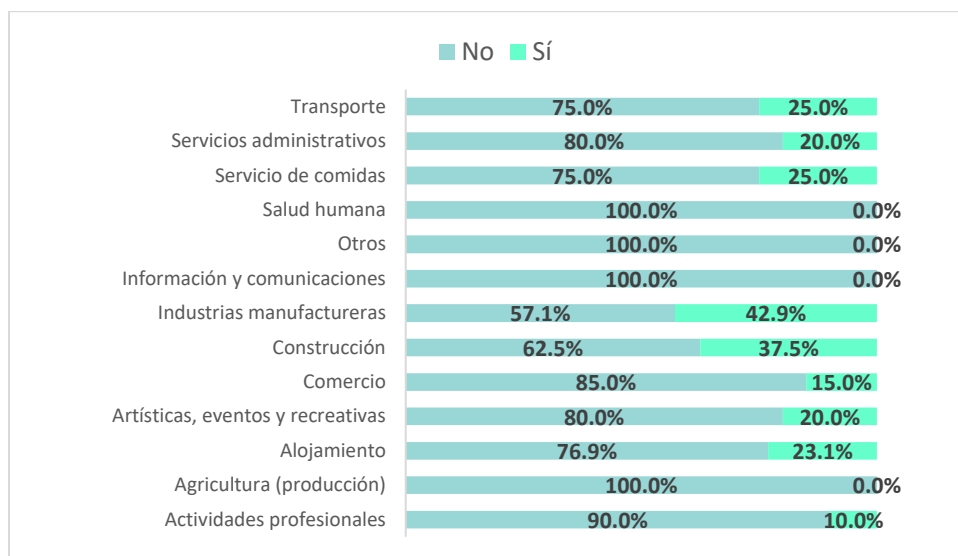 No Sí
Transporte 75.0% 25.0%
Servicios administrativos 80.0% 20.0%
Servicio de comidas 75.0% 25.0%
Salud humana 100.0% 0.0%
Otros 100.0% 0.0%
Información y comunicaciones 100.0% 0.0%
Industrias manufactureras 57.1% 42.9%
Construcción 62.5% 37.5%
Comercio 85.0% 15.0%
Artísticas, eventos y recreativas 80.0% 20.0%
Alojamiento 76.9% 23.1%
Agricultura (producción) 100.0% 0.0%
Actividades profesionales 90.0% 10.0%